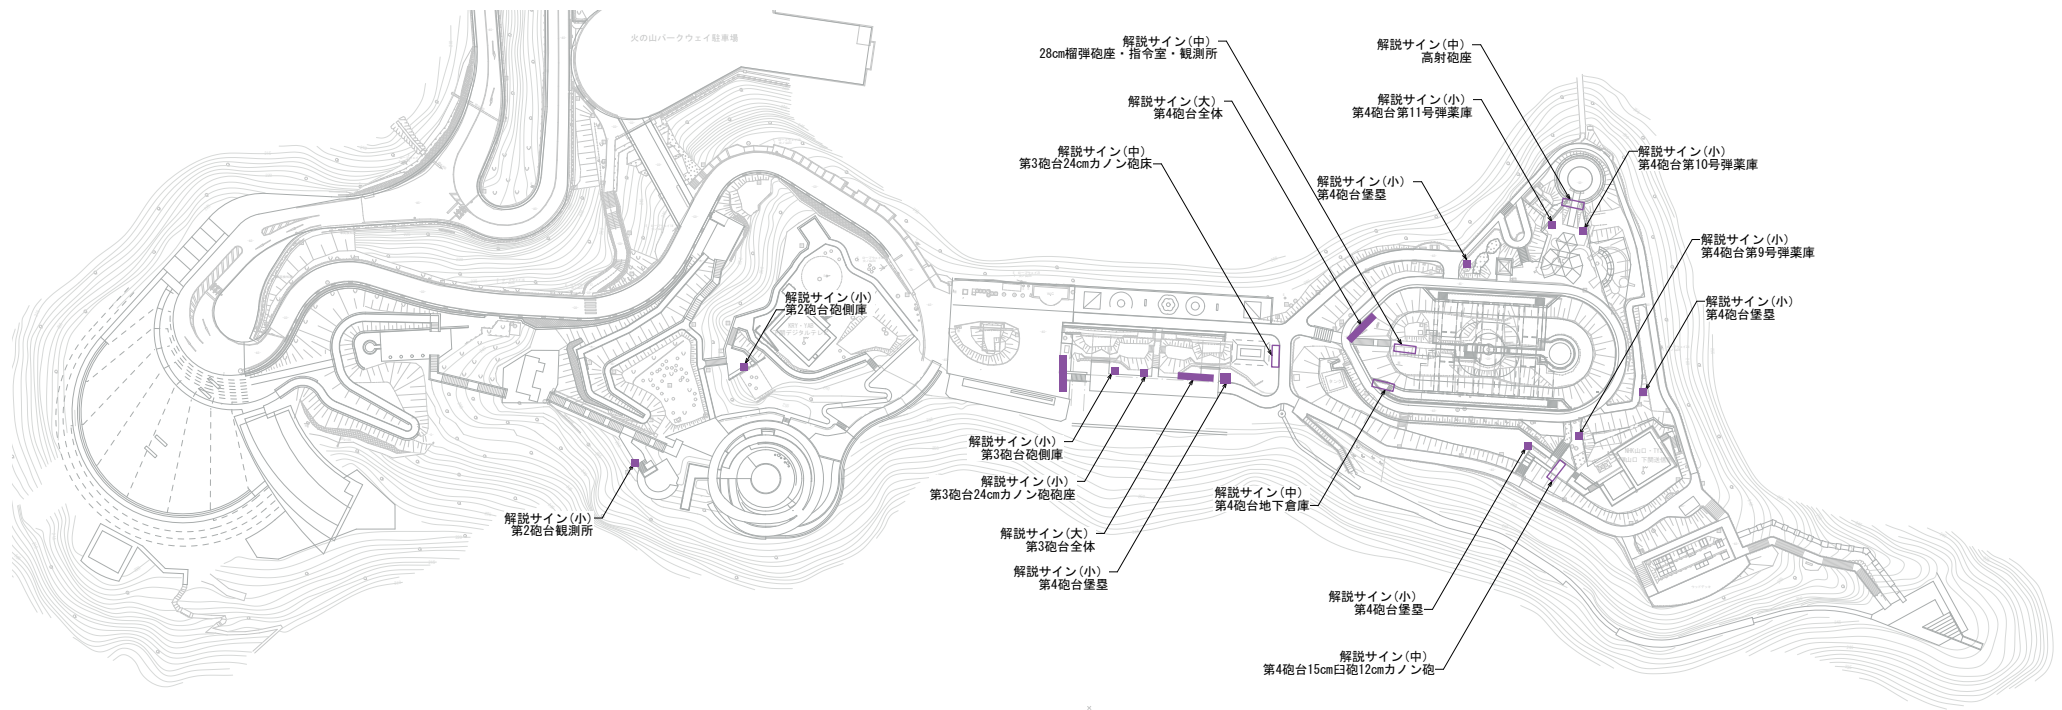 火の山パークウェイ駐車場
解説サイン(中)
28cm榴弾砲座・指令室・観測所
解説サイン(中)
高射砲座
解説サイン(大)
第4砲台全体
解説サイン(小)
第4砲台第11号弾薬庫
解説サイン(中)
第3砲台24cmカノン砲床
解説サイン(小)
第4砲台第10号弾薬庫
解説サイン(小)
第4砲台堡塁
解説サイン(小)
第4砲台第9号弾薬庫
解説サイン(小)
第2砲台砲側庫
解説サイン(小)
第4砲台堡塁
解説サイン(小)
第3砲台砲側庫
解説サイン(小)
第3砲台24cmカノン砲砲座
解説サイン(中)
第4砲台地下倉庫
解説サイン(小)
第2砲台観測所
解説サイン(大)
第3砲台全体
解説サイン(小)
第4砲台堡塁
解説サイン(小)
第4砲台堡塁
解説サイン(中)
第4砲台15cm臼砲12cmカノン砲